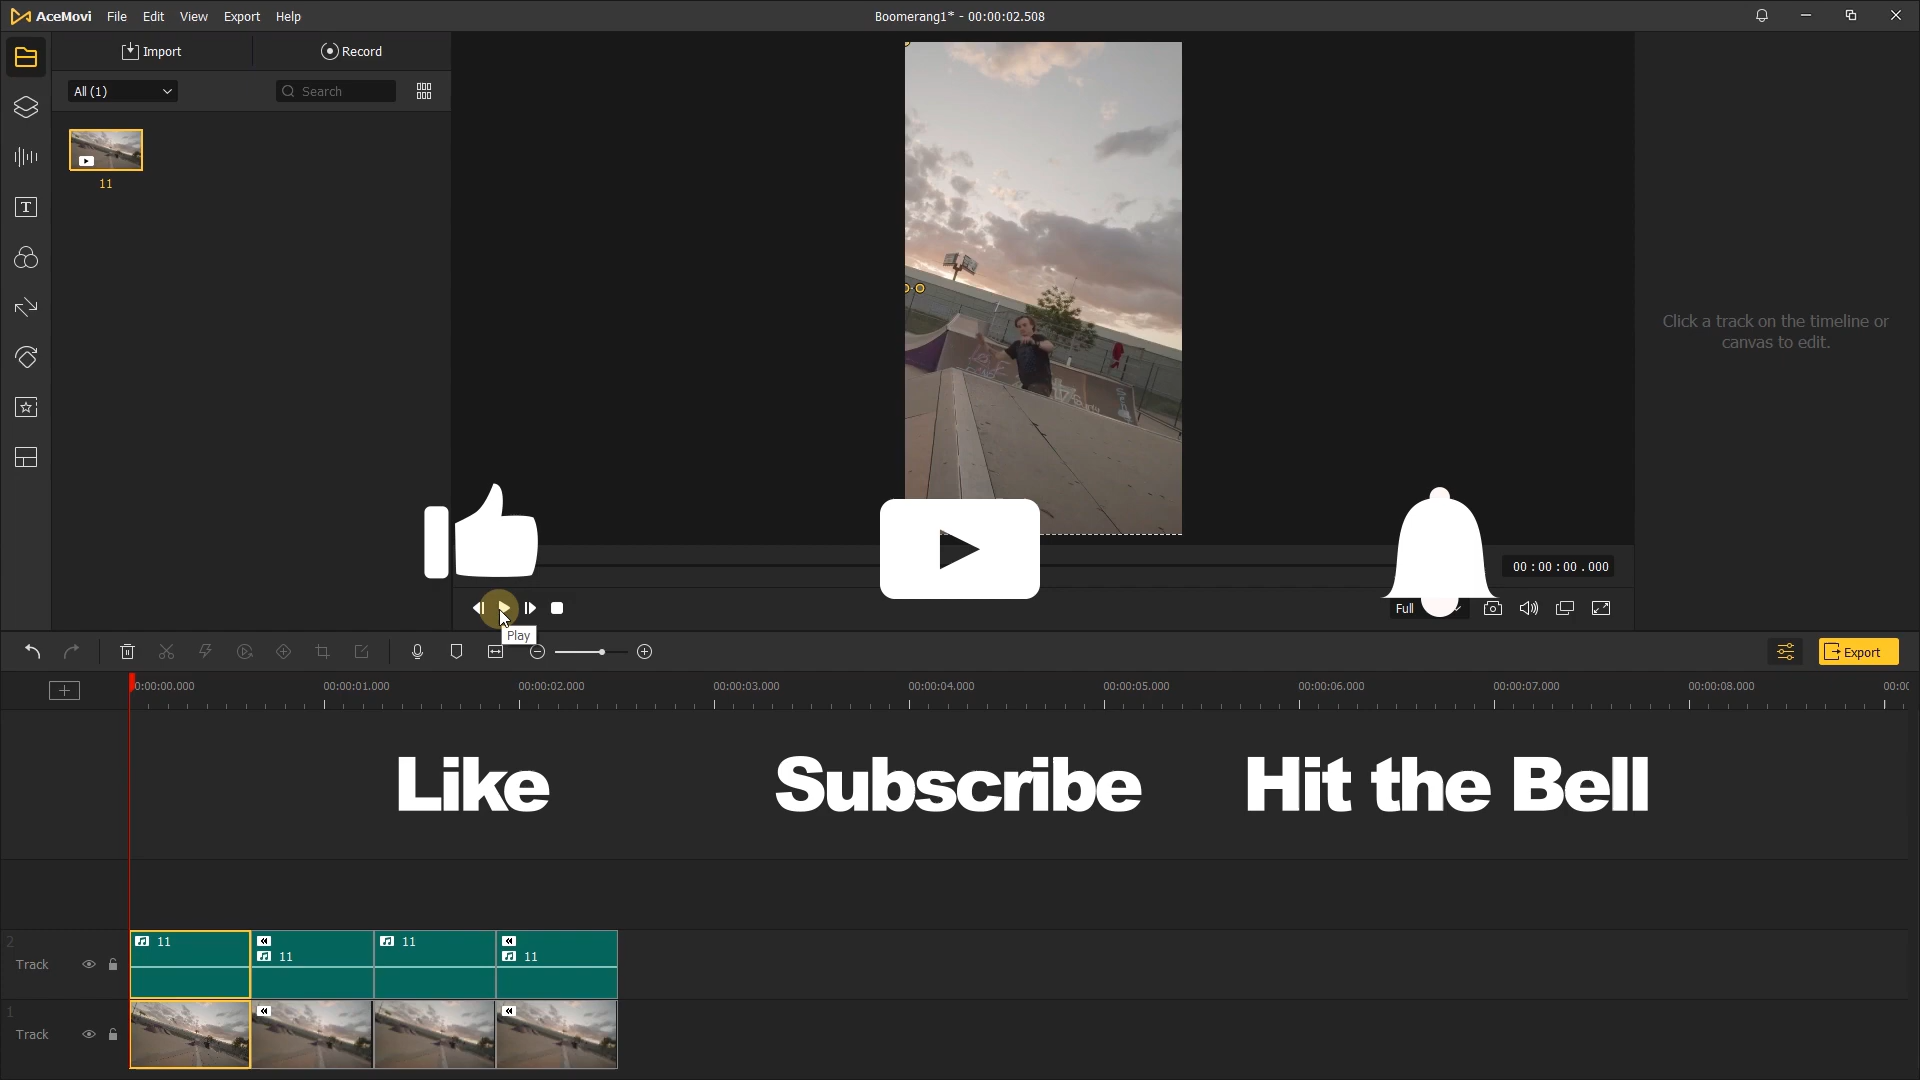 AceMovi File Edit View Export Help
Boomerang1* - 00:00:02.508
Import Record
All (1) Search
11
Click a track on the timeline or
canvas to edit.
00:00:00.000
Full
Play
Export
0:00:00.000 00:00:01.000 00:00:02.000 00:00:03.000 00:00:04.000 00:00:05.000 00:00:06.000 00:00:07.000 00:00:08.000 00:00
Like Subscribe Hit the Bell
2
Track
11 11 11 11
1
Track